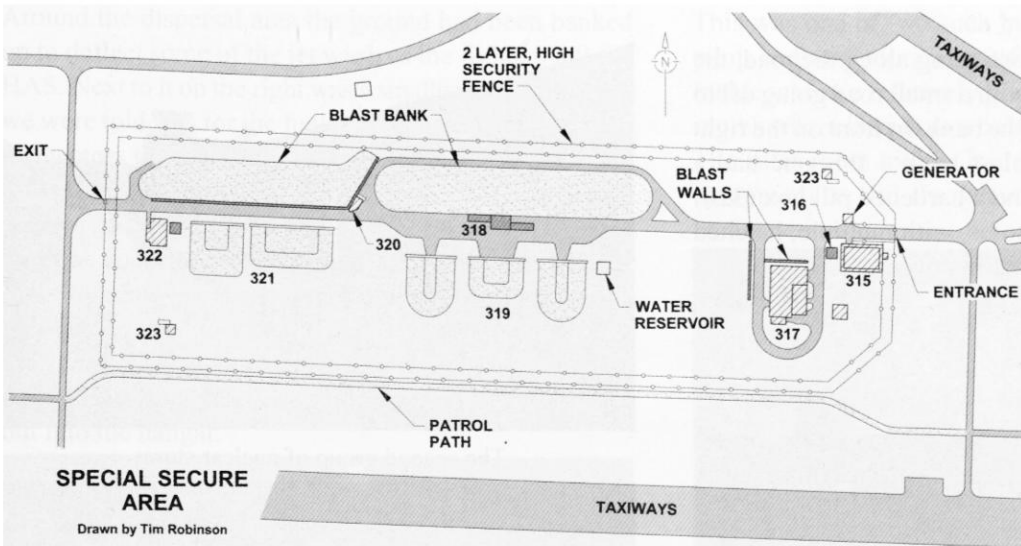 TAXIWAYS
2 LAYER, HIGH
SECURITY
FENCE
N
BLAST BANK
EXIT
BLAST
WALLS
323
GENERATOR
316
318
320
322
321
315
ENTRANCE
WATER
RESERVOIR
319
317
323
PATROL
PATH
SPECIAL SECURE
AREA
Drawn by Tim Robinson
TAXIWAYS